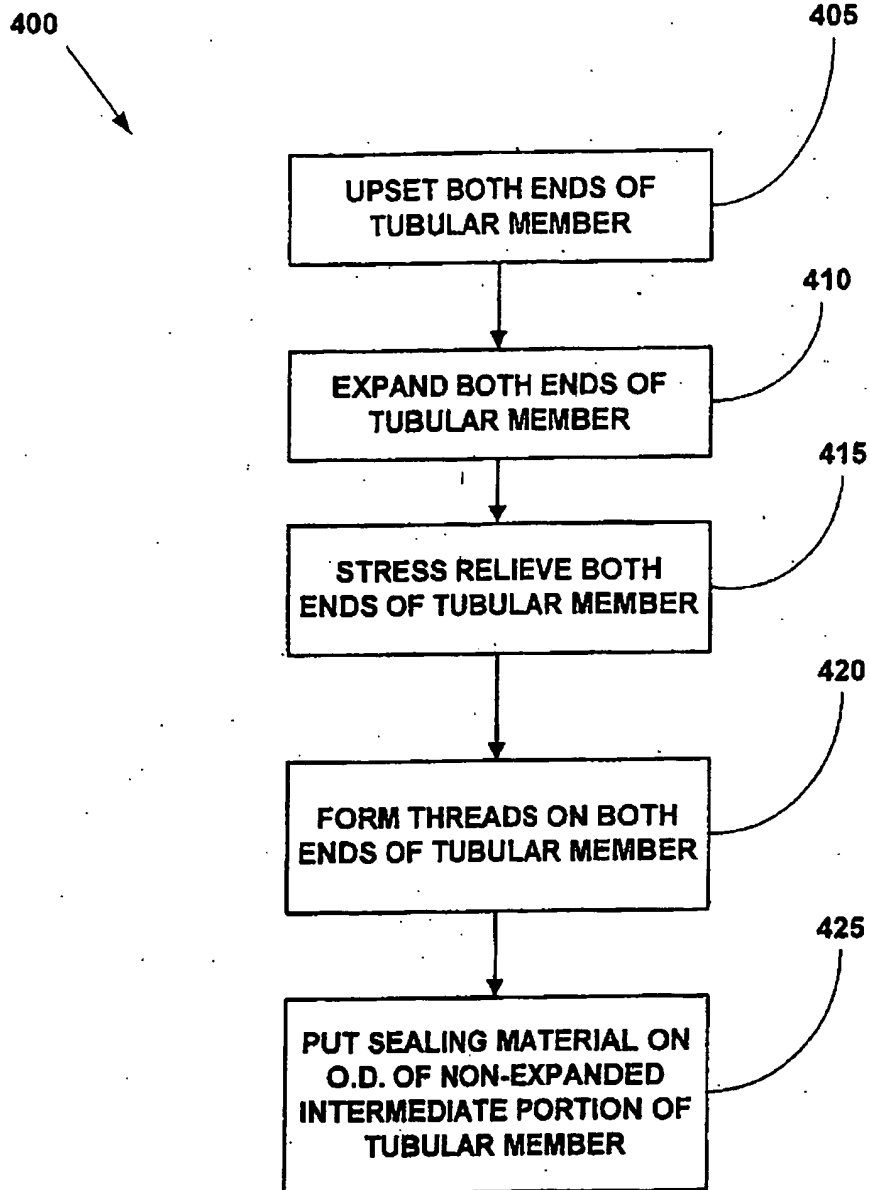 400
405
UPSET BOTH ENDS OF
TUBULAR MEMBER
410
EXPAND BOTH ENDS OF
TUBULAR MEMBER
415
STRESS RELIEVE BOTH
ENDS OF TUBULAR MEMBER
420
FORM THREADS ON BOTH
ENDS OF TUBULAR MEMBER
425
PUT SEALING MATERIAL ON
O.D. OF NON-EXPANDED
INTERMEDIATE PORTION OF
TUBULAR MEMBER